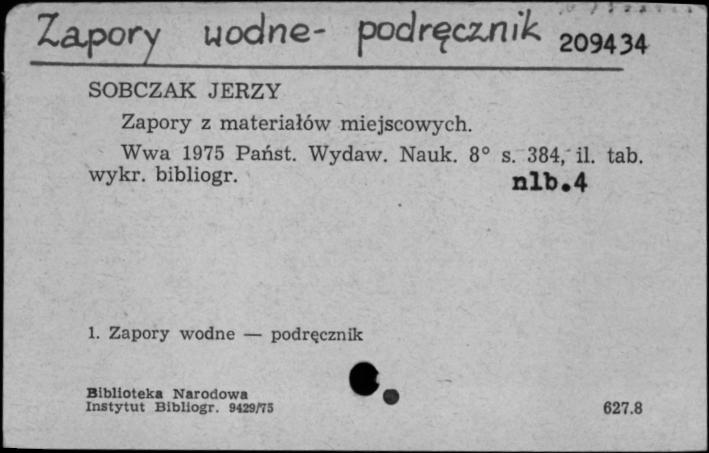 Zapory wodne- podręcznik 209434
SOBCZAK JERZY
Zapory z materiałów miejscowych.
Wwa 1975 Państ. Wydaw. Nauk. 8° s. 384, il. tab.
wykr. bibliogr. nlb.4
1. Zapory wodne — podręcznik
Biblioteka Narodowa
Instytut Bibliogr. 9429/75
627.8